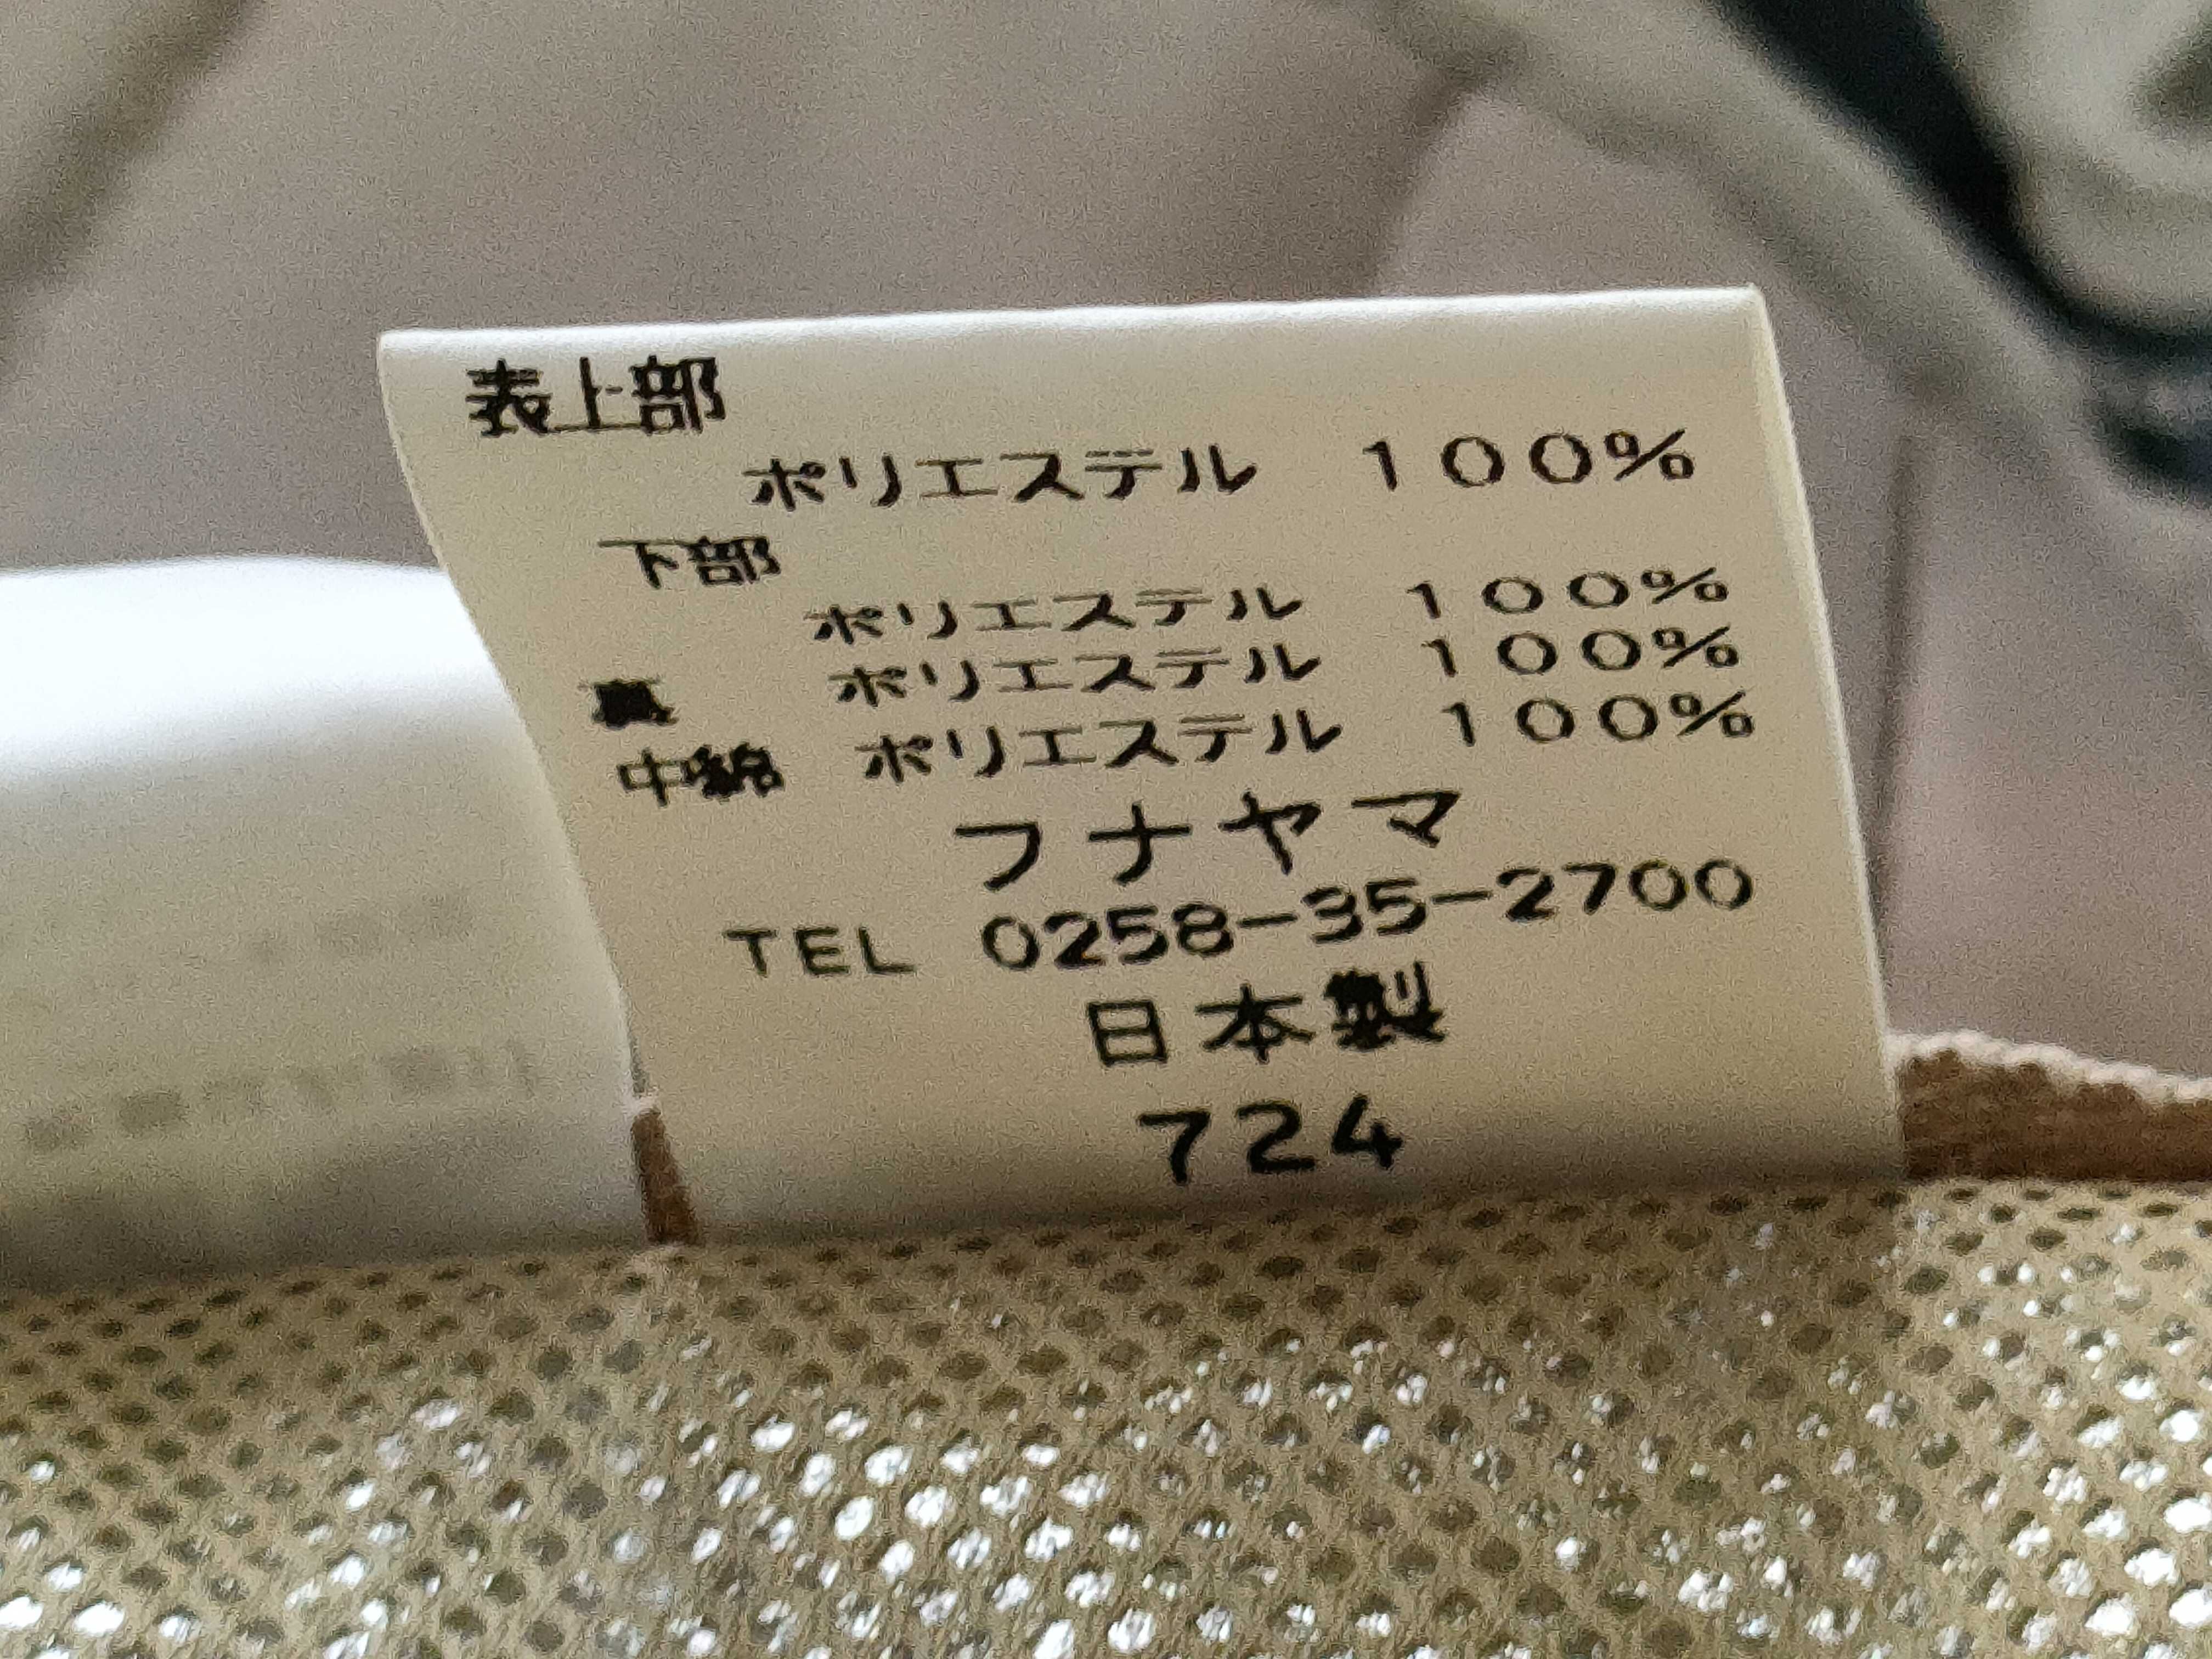 表上部
ポリエステル 100%
下部
ポリエステル 100%
裏 ポリエステル 100%
中綿 ポリエステル 100%
フナヤマ
TEL 0258-35-2700
日本製
724